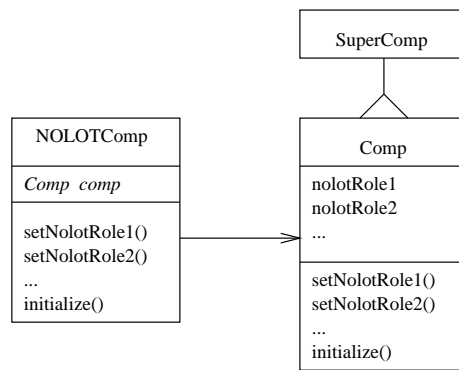 SuperComp
NOLOTComp
Comp comp
setNolotRole1()
setNolotRole2()
...
initialize()
Comp
nolotRole1
nolotRole2
...
setNolotRole1()
setNolotRole2()
...
initialize()